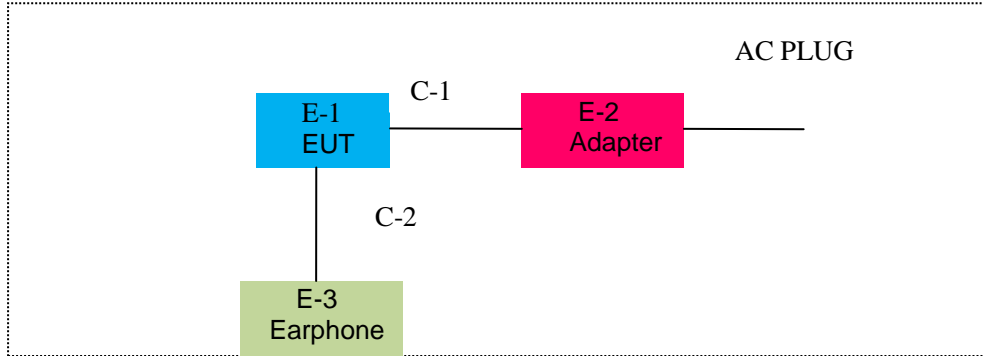 AC PLUG
C-1
E-1
EUT
E-2
Adapter
C-2
E-3
Earphone